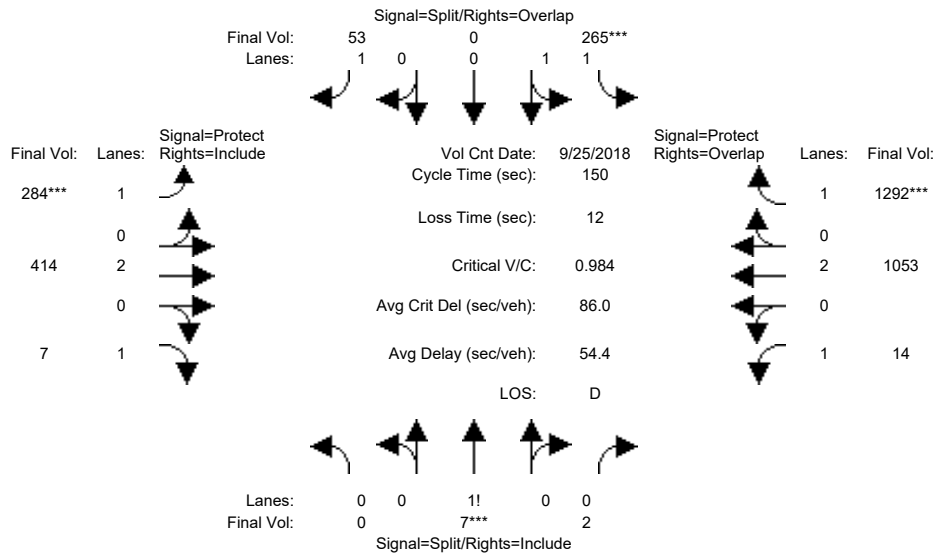 Signal=Split/Rights=Overlap
Final Vol: 53 0 265***
Lanes: 1 0 0 1 1
Signal=Protect Signal=Protect
Final Vol: Lanes: Rights=Include Vol Cnt Date: 9/25/2018 Rights=Overlap Lanes: Final Vol:
Cycle Time (sec): 150
284*** 1 1 1292***
Loss Time (sec): 12
0 0
414 2 Critical V/C: 0.984 2 1053
0 Avg Crit Del (sec/veh): 86.0 0
7 1 Avg Delay (sec/veh): 54.4 1 14
LOS: D
Lanes: 0 0 1! 0 0
Final Vol: 0 7*** 2
Signal=Split/Rights=Include